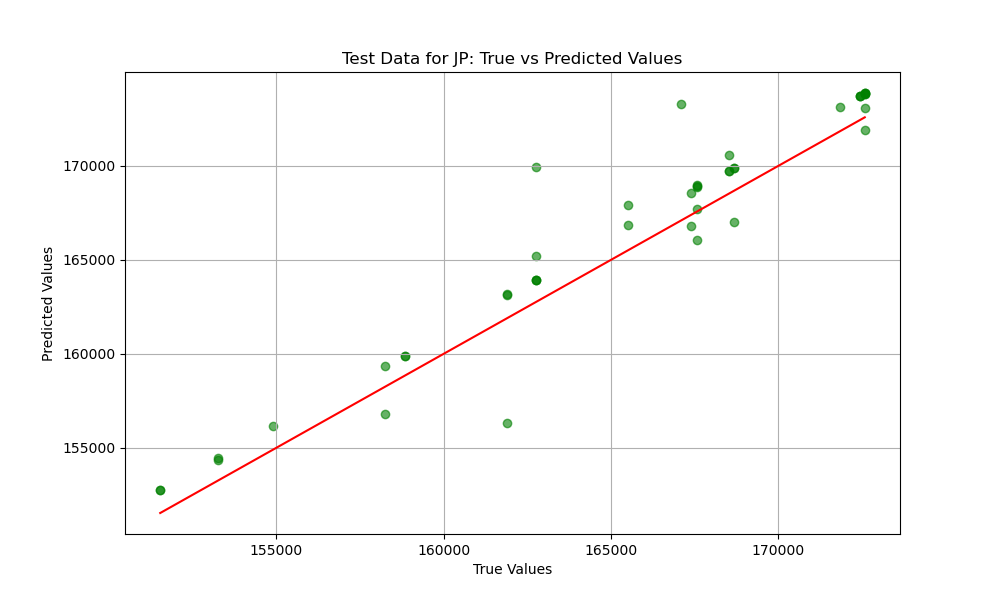 Test Data for JP: True vs Predicted Values
Predicted Values
170000
165000
160000
155000
155000 160000 165000 170000
True Values